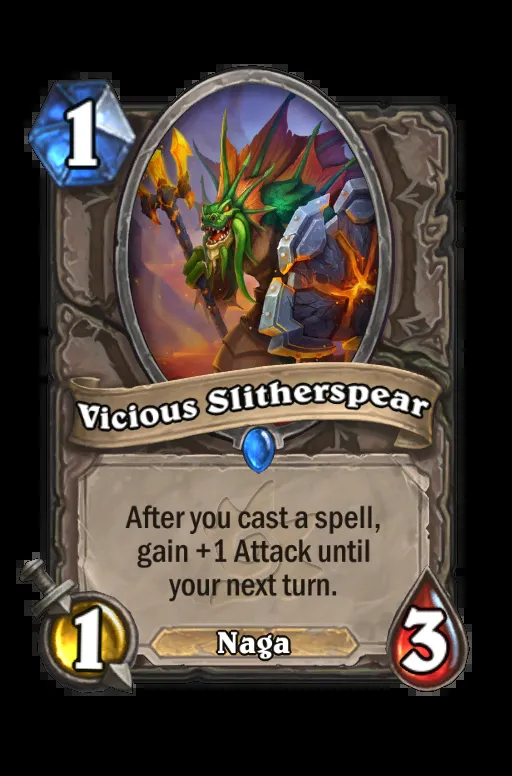 1
Vicious Slitherspear
After you cast a spell,
gain +1 Attack until
your next turn.
1
Naga
3